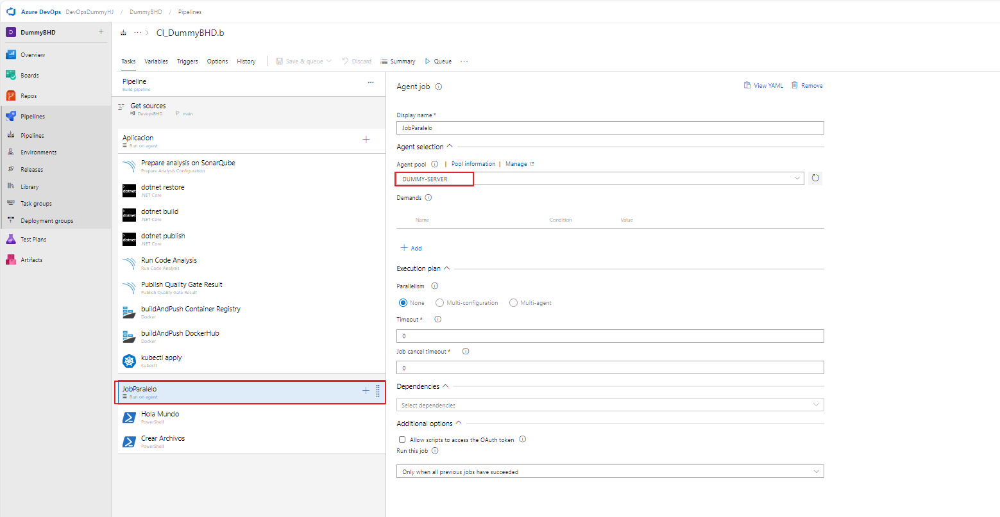 Azure DevOps DevOpsDummyHJ / DummyBHD / Pipelines
D DummyBHD +
CI_DummyBHD.b
Overview
Boards
Repos
Pipelines
Pipelines
Environments
Releases
Library
Task groups
Deployment groups
Test Plans
Artifacts
Tasks Variables Triggers Options History Save & queue Discard Summary Queue ...
Pipeline
Build pipeline
Get sources
DevopsBHD main
Aplicacion
Run on agent
Prepare analysis on SonarQube
Prepare Analysis Configuration
dotnet restore
.NET Core
dotnet build
.NET Core
dotnet publish
.NET Core
Run Code Analysis
Run Code Analysis
Publish Quality Gate Result
Publish Quality Gate Result
buildAndPush Container Registry
Docker
buildAndPush DockerHub
Docker
kubectl apply
Kubectl
JobParalelo
Run on agent
Hola Mundo
PowerShell
Crear Archivos
PowerShell
Agent job
View YAML Remove
Display name *
JobParalelo
Agent selection
Agent pool | Pool information | Manage
DUMMY-SERVER
Demands
Name Condition Value
+ Add
Execution plan
Parallelism
None Multi-configuration Multi-agent
Timeout *
0
Job cancel timeout *
0
Dependencies
Select dependencies
Additional options
Allow scripts to access the OAuth token
Run this job
Only when all previous jobs have succeeded